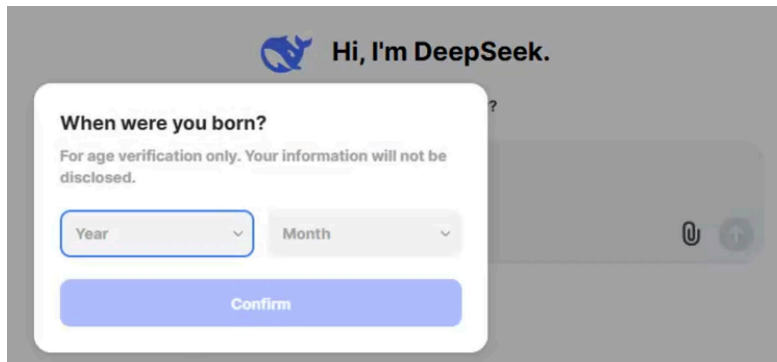 Hi, I'm DeepSeek.
?
When were you born?
For age verification only. Your information will not be
disclosed.
Year
Month
Confirm